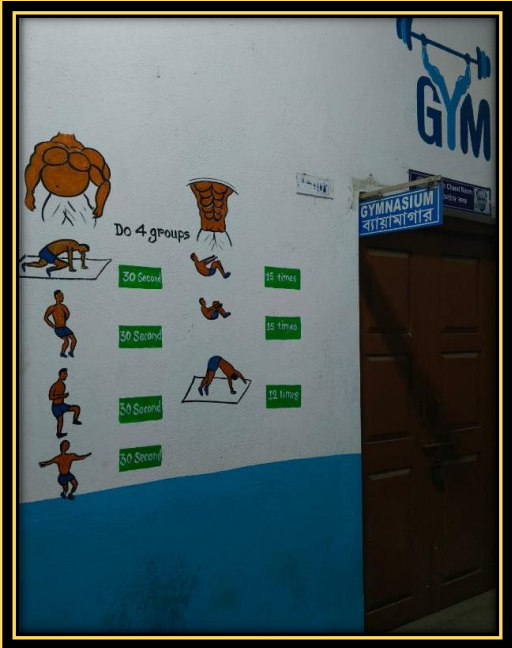 GYM
GYMNASIUM
ব্যায়ামাগার
Do 4 groups
30 Second
15 times
30 Second
15 times
30 Second
12 times
30 Second